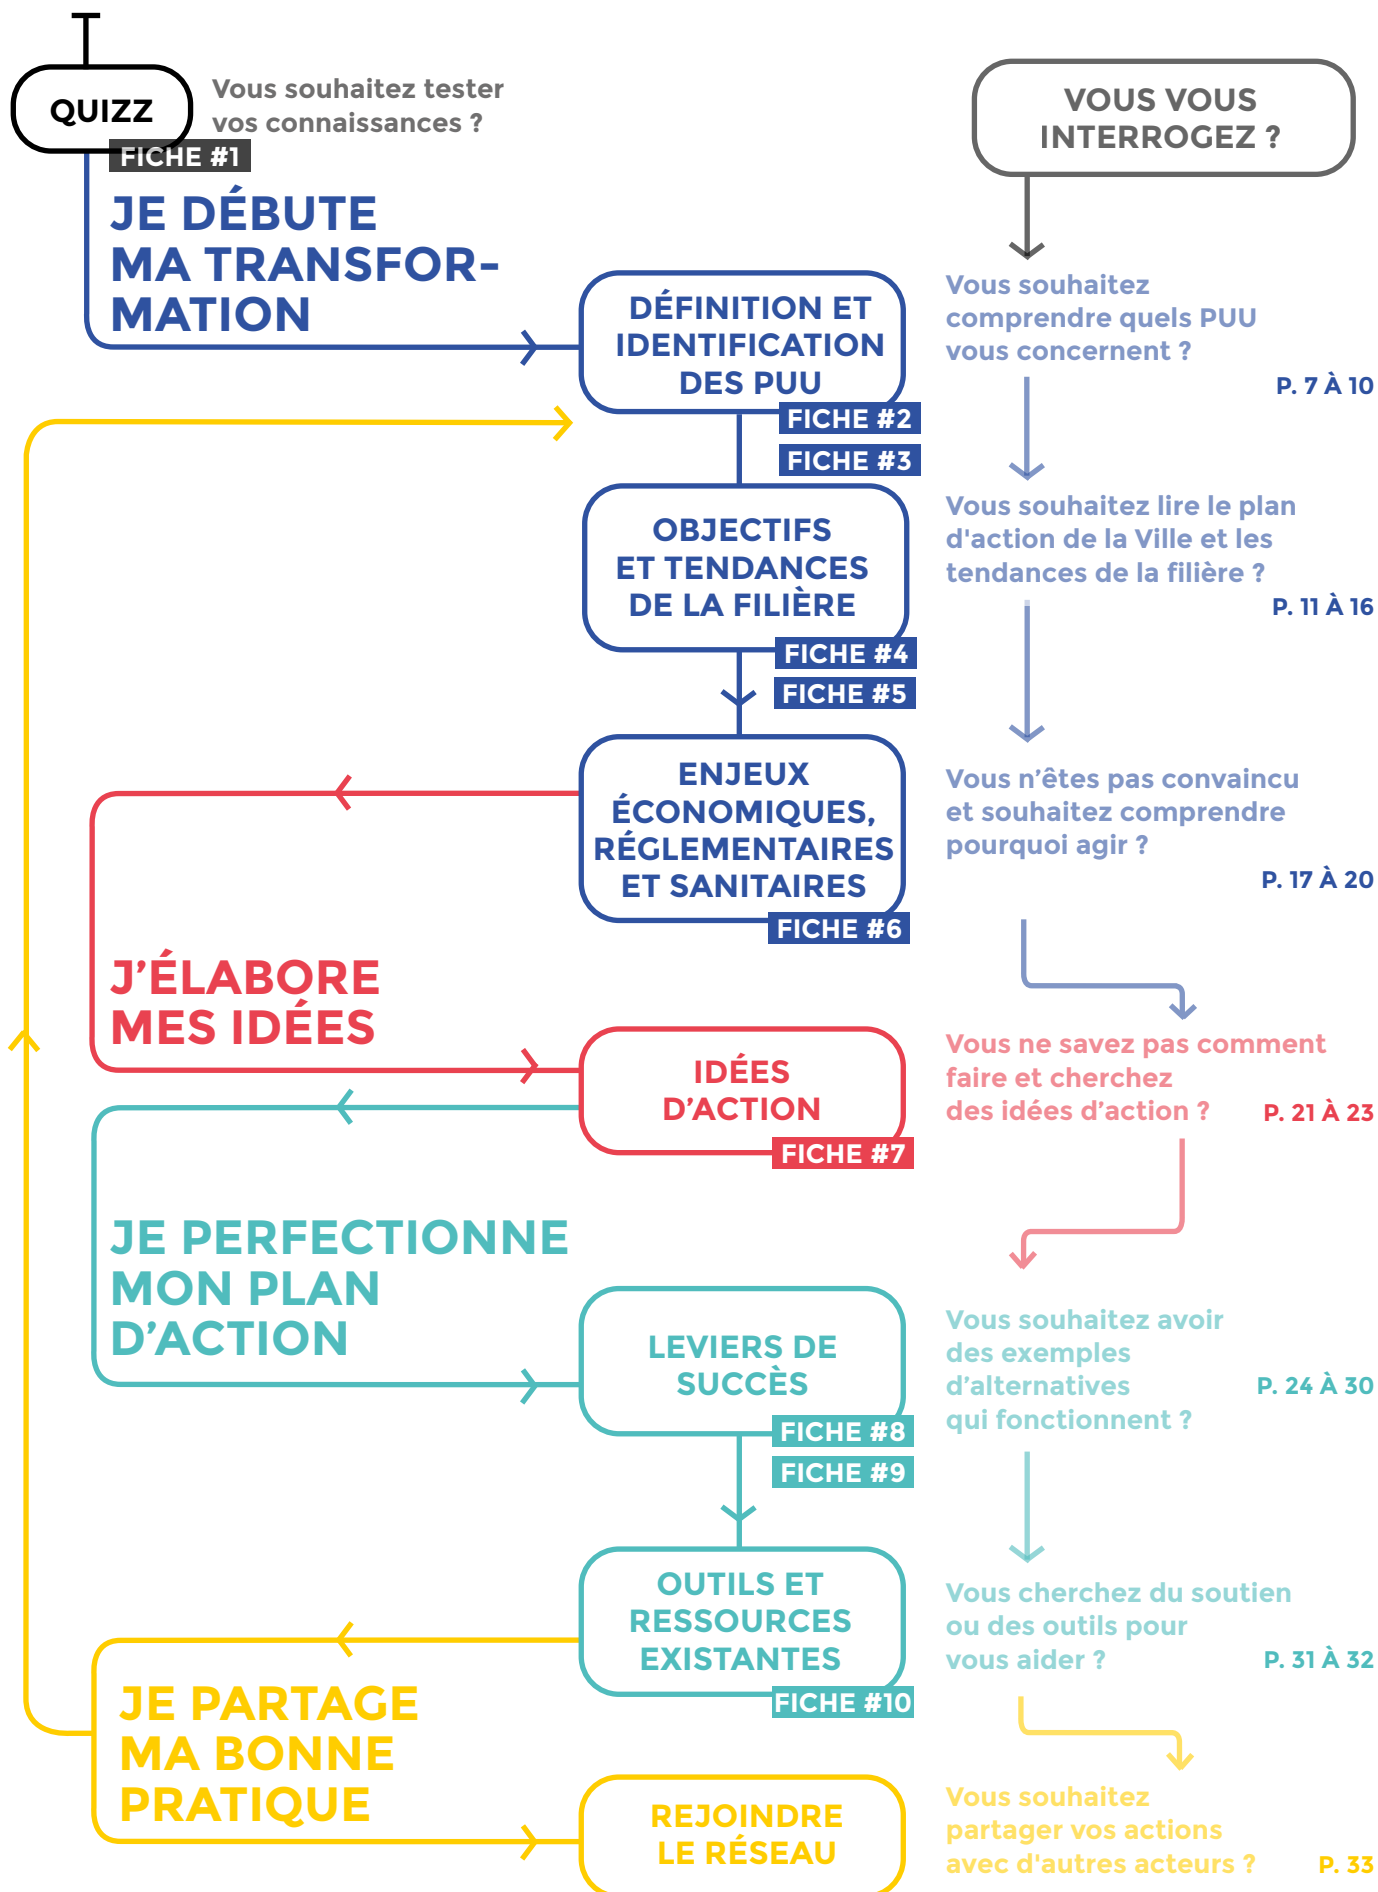 QUIZZ
FICHE #1
Vous souhaitez tester
vos connaissances ?
VOUS VOUS
INTERROGEZ ?
JE DÉBUTE
MA TRANSFOR-
MATION
DÉFINITION ET
IDENTIFICATION
DES PUU
FICHE #2
FICHE #3
Vous souhaitez
comprendre quels PUU
vous concernent ?
P. 7 À 10
OBJECTIFS
ET TENDANCES
DE LA FILIÈRE
FICHE #4
FICHE #5
Vous souhaitez lire le plan
d'action de la Ville et les
tendances de la filière ?
P. 11 À 16
ENJEUX
ÉCONOMIQUES,
RÉGLEMENTAIRES
ET SANITAIRES
FICHE #6
Vous n’êtes pas convaincu
et souhaitez comprendre
pourquoi agir ?
P. 17 À 20
J’ÉLABORE
MES IDÉES
IDÉES
D’ACTION
FICHE #7
Vous ne savez pas comment
faire et cherchez
des idées d’action ?
P. 21 À 23
JE PERFECTIONNE
MON PLAN
D’ACTION
LEVIERS DE
SUCCÈS
FICHE #8
FICHE #9
Vous souhaitez avoir
des exemples
d’alternatives
qui fonctionnent ?
P. 24 À 30
OUTILS ET
RESSOURCES
EXISTANTES
FICHE #10
Vous cherchez du soutien
ou des outils pour
vous aider ?
P. 31 À 32
JE PARTAGE
MA BONNE
PRATIQUE
REJOINDRE
LE RÉSEAU
Vous souhaitez
partager vos actions
avec d'autres acteurs ?
P. 33